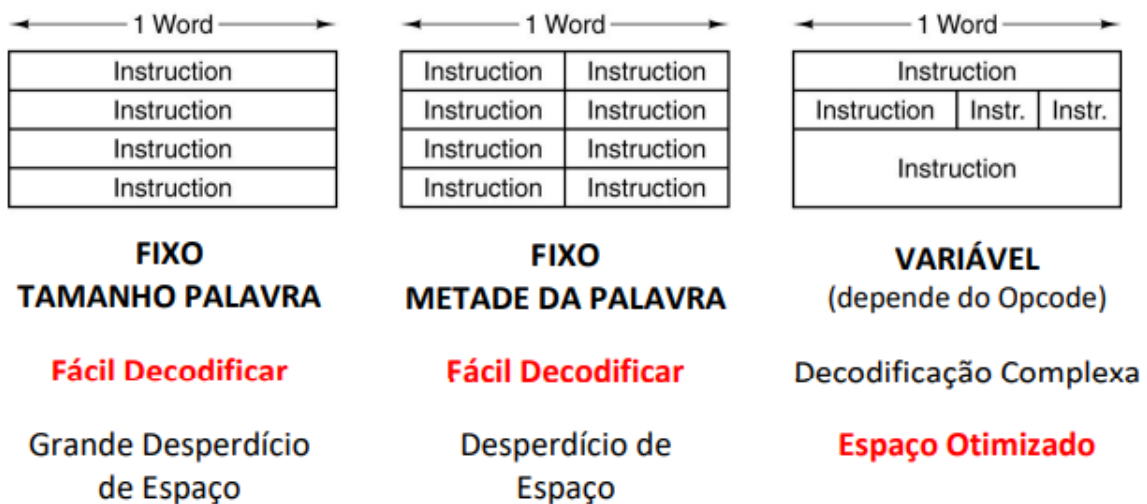 1 Word
Instruction
Instruction
Instruction
Instruction
FIXO
TAMANHO PALAVRA
Fácil Decodificar
Grande Desperdício
de Espaço
1 Word
Instruction Instruction
Instruction Instruction
Instruction Instruction
Instruction Instruction
FIXO
METADE DA PALAVRA
Fácil Decodificar
Desperdício de
Espaço
1 Word
Instruction
Instruction Instr. Instr.
Instruction
VARIÁVEL
(depende do Opcode)
Decodificação Complexa
Espaço Otimizado